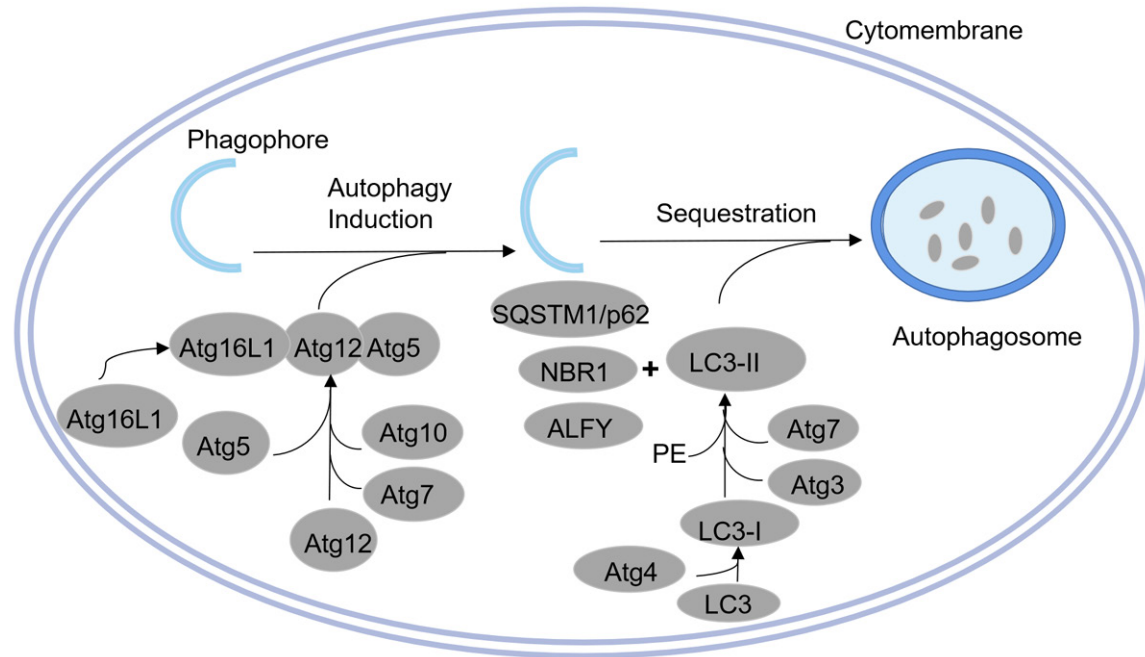 Cytomembrane
Phagophore
Autophagy
Induction
Sequestration
Autophagosome
Atg16L1
Atg12
Atg5
Atg16L1
Atg5
Atg10
Atg7
Atg12
SQSTM1/p62
NBR1
+
LC3-II
ALFY
PE
Atg7
Atg3
LC3-I
Atg4
LC3